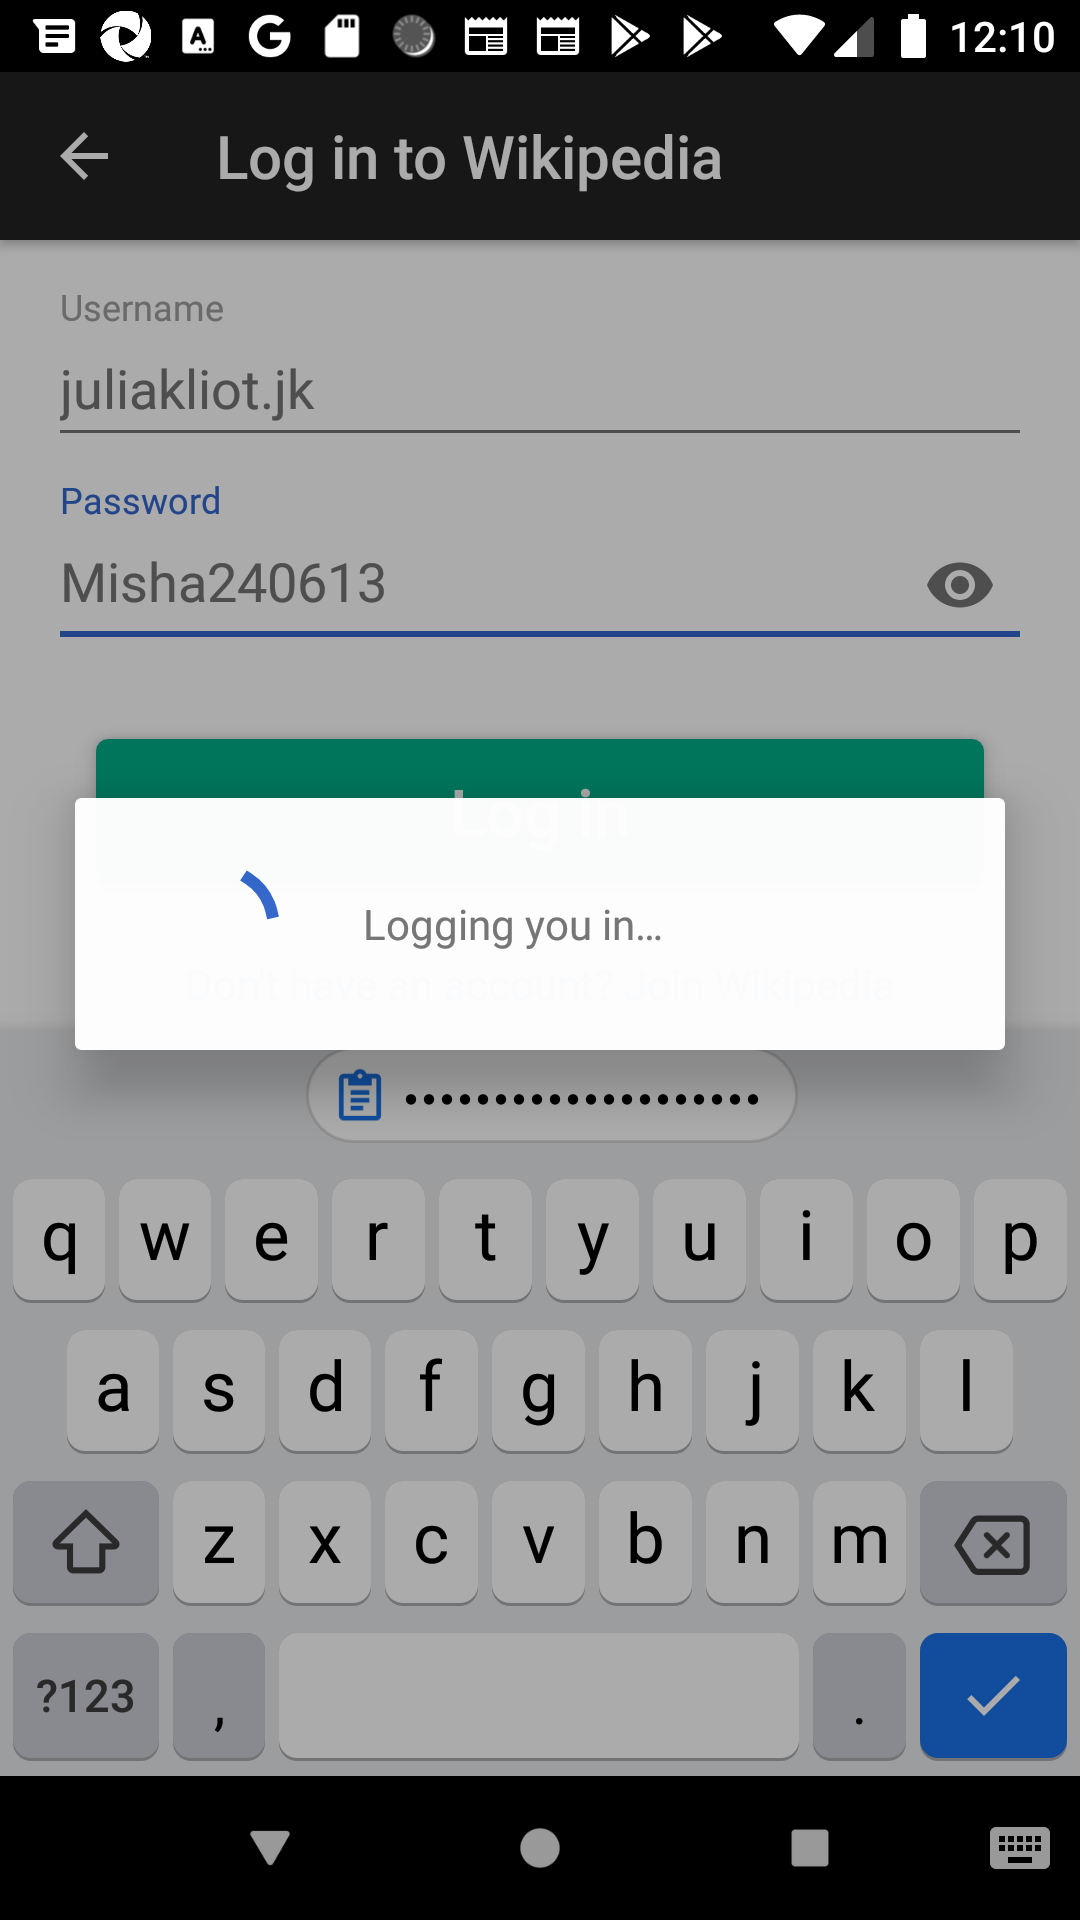 12:10
Log in to Wikipedia
Username
juliakliot.jk
Password
Misha240613
Log in
Logging you in...
Don't have an account? Join Wikipedia
••••••••••••••••••••
q w e r t y u i o p
a s d f g h j k l
z x c v b n m
?123 , .